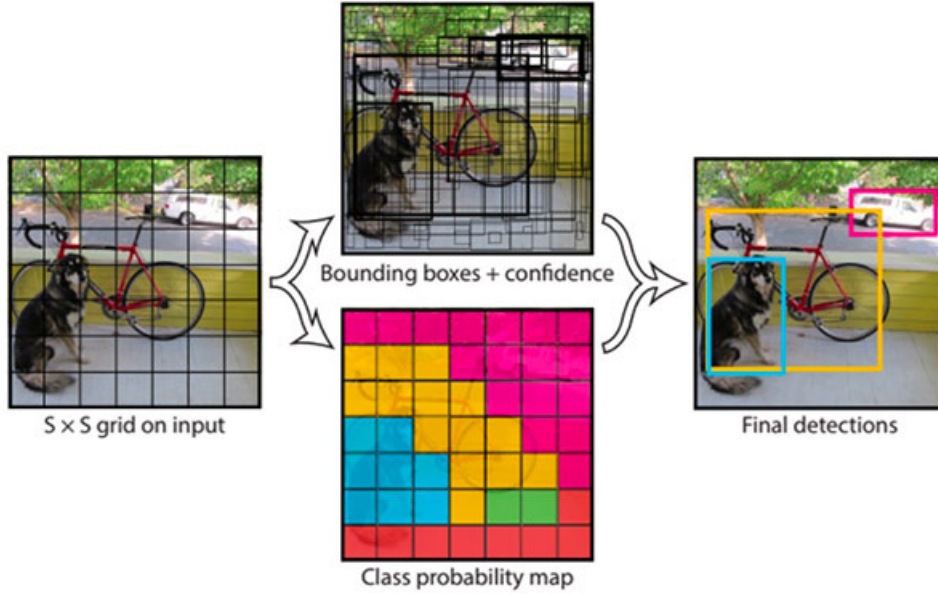 S × S grid on input
Bounding boxes + confidence
Class probability map
Final detections